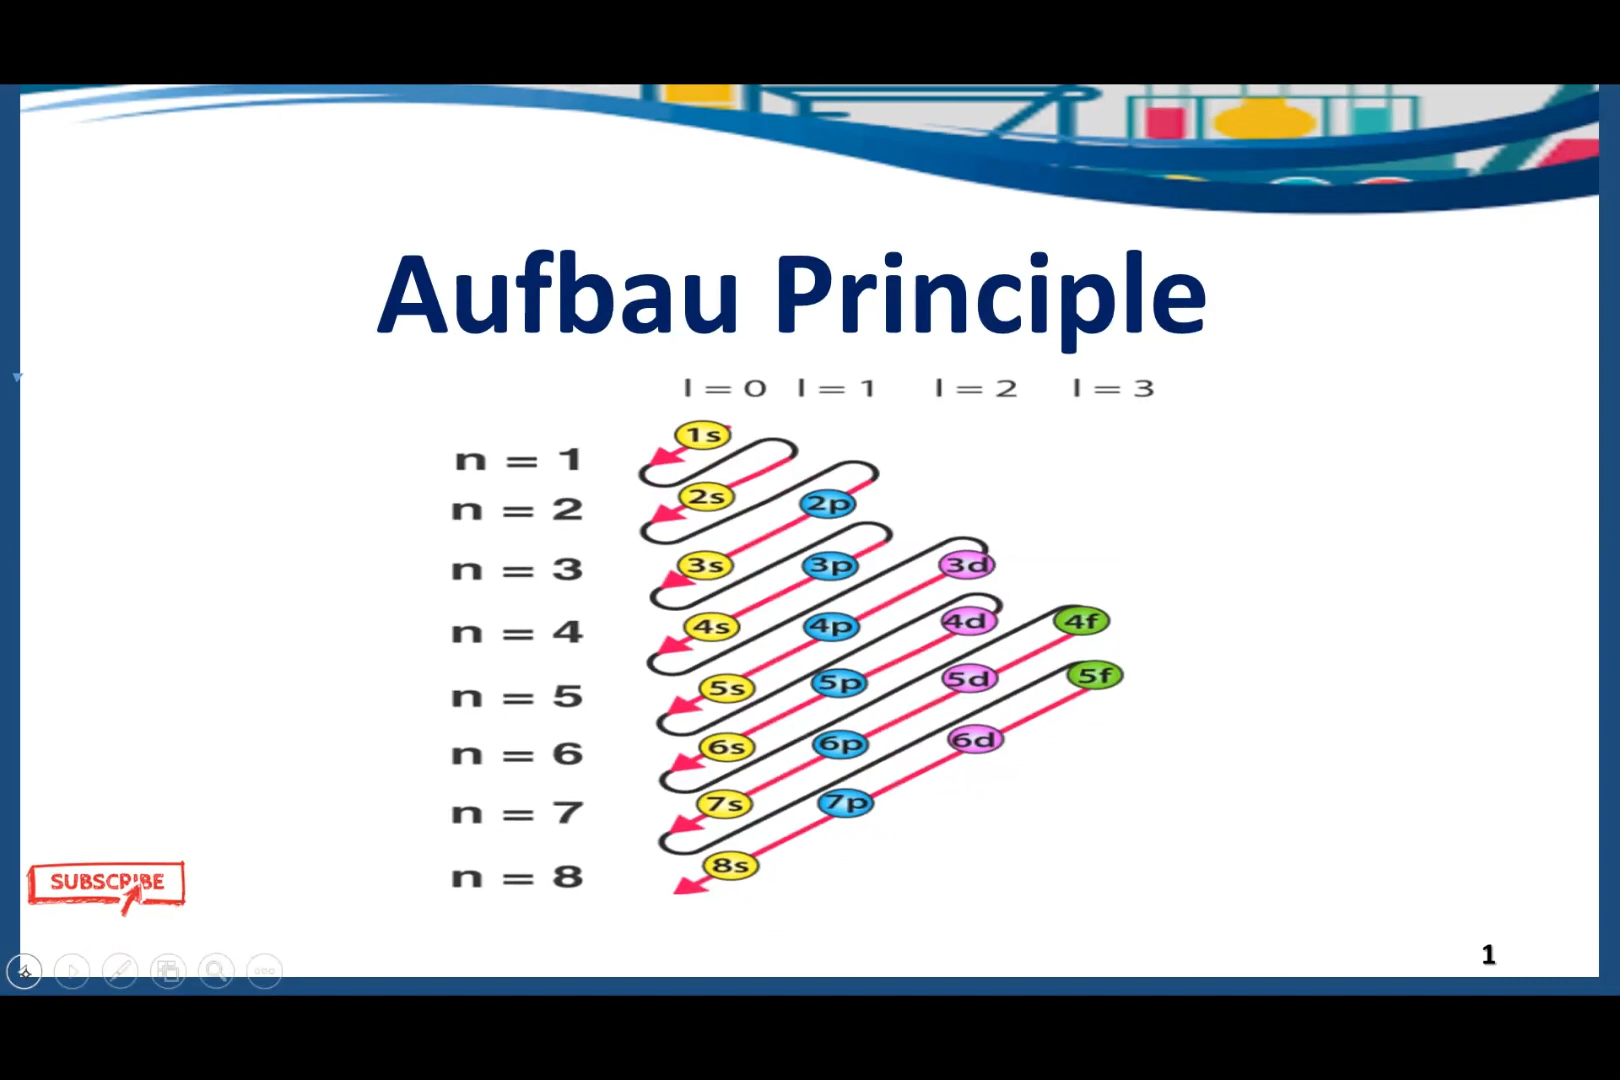 Aufbau Principle
l = 0 l = 1 l = 2 l = 3
1s
n = 1
2s 2p
n = 2
3s 3p 3d
n = 3
4s 4p 4d 4f
n = 4
5s 5p 5d 5f
n = 5
6s 6p 6d
n = 6
7s 7p
n = 7
8s
n = 8
SUBSCRIBE
1